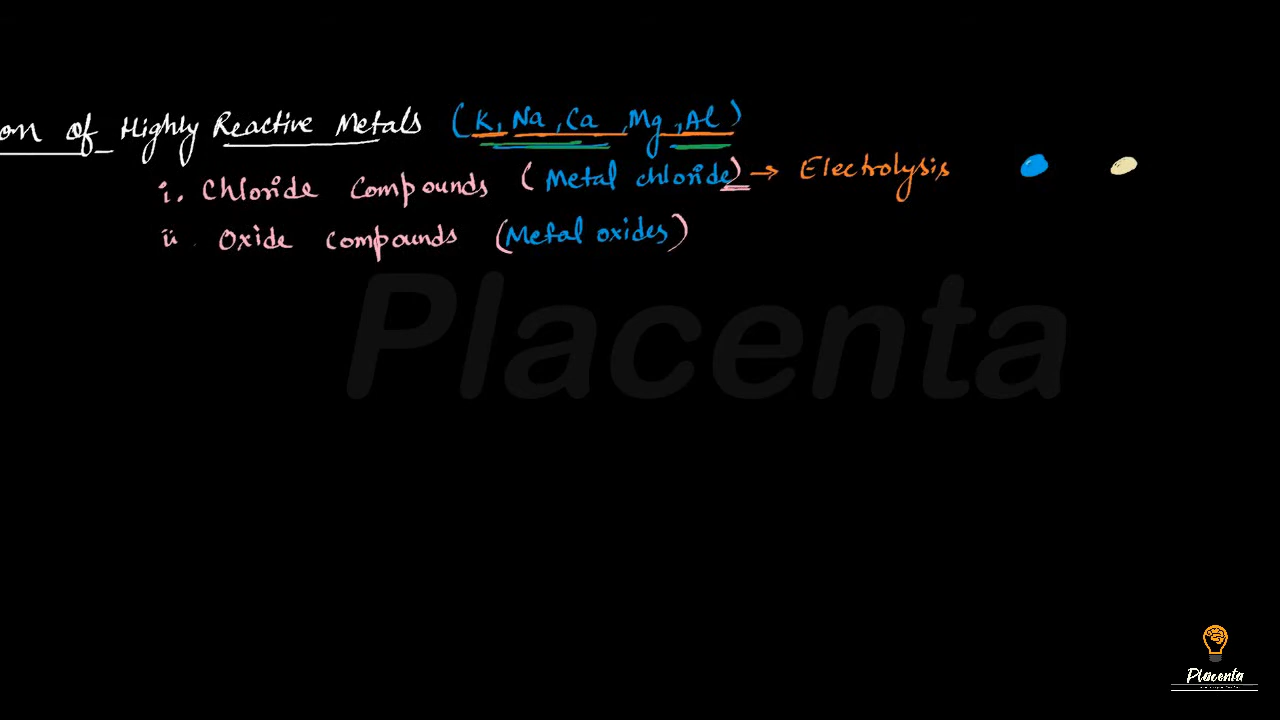 on of Highly Reactive Metals (K, Na, Ca, Mg, Al)
i. Chloride Compounds (Metal chloride) → Electrolysis
ii. Oxide compounds (Metal oxides)
Placenta
Placenta